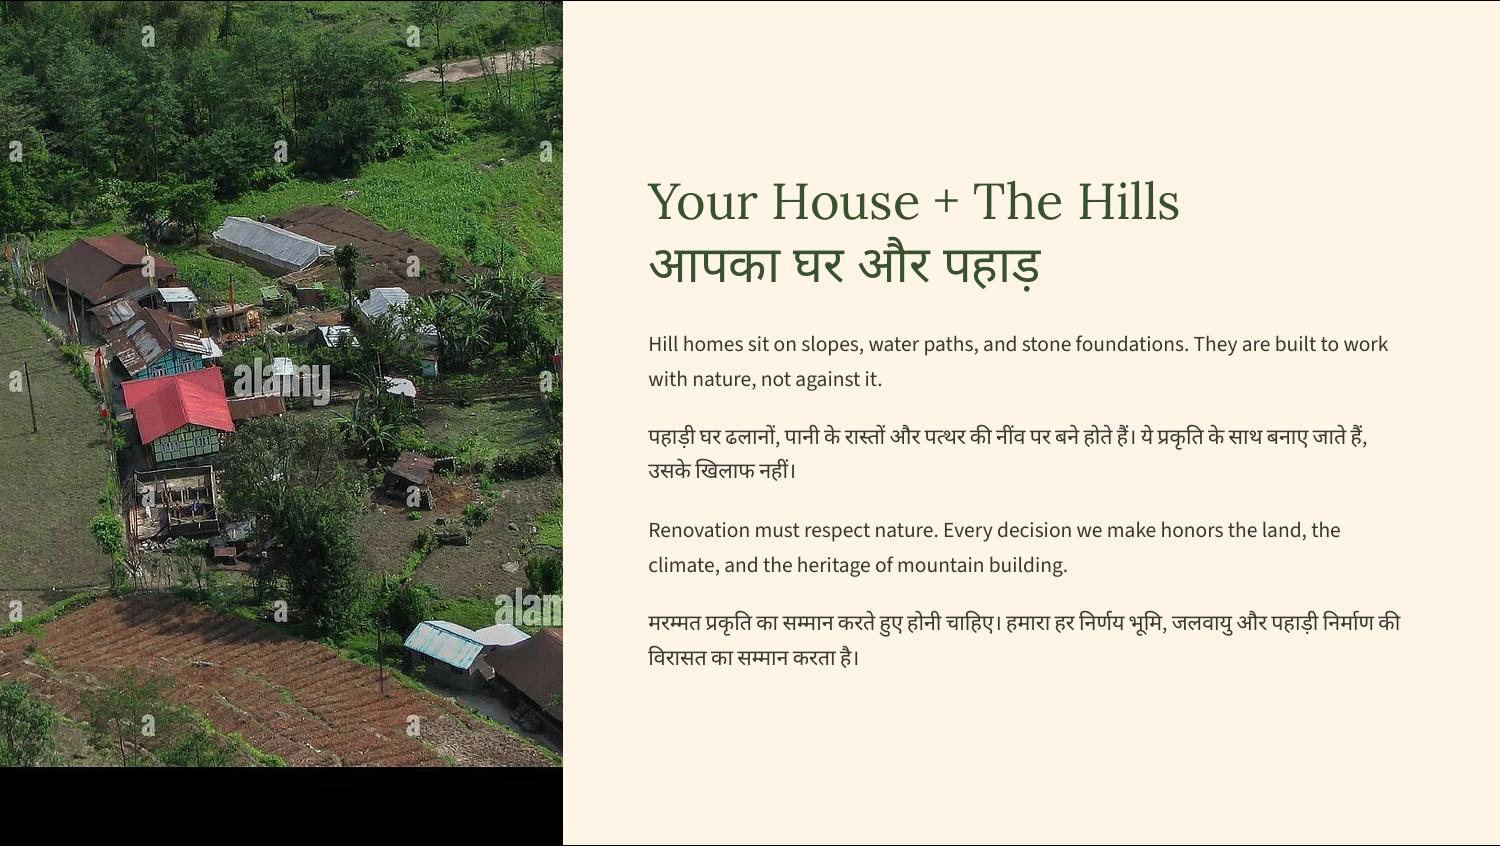 Your House + The Hills
आपका घर और पहाड़
Hill homes sit on slopes, water paths, and stone foundations. They are built to work
with nature, not against it.
पहाड़ी घर ढलानों, पानी के रास्तों और पत्थर की नींव पर बने होते हैं। ये प्रकृति के साथ बनाए जाते हैं,
उसके खिलाफ नहीं।
Renovation must respect nature. Every decision we make honors the land, the
climate, and the heritage of mountain building.
मरम्मत प्रकृति का सम्मान करते हुए होनी चाहिए। हमारा हर निर्णय भूमि, जलवायु और पहाड़ी निर्माण की
विरासत का सम्मान करता है।
a
a
a
a
a
a
a
alamy
a
a
a
a
a
a
alam
a
a